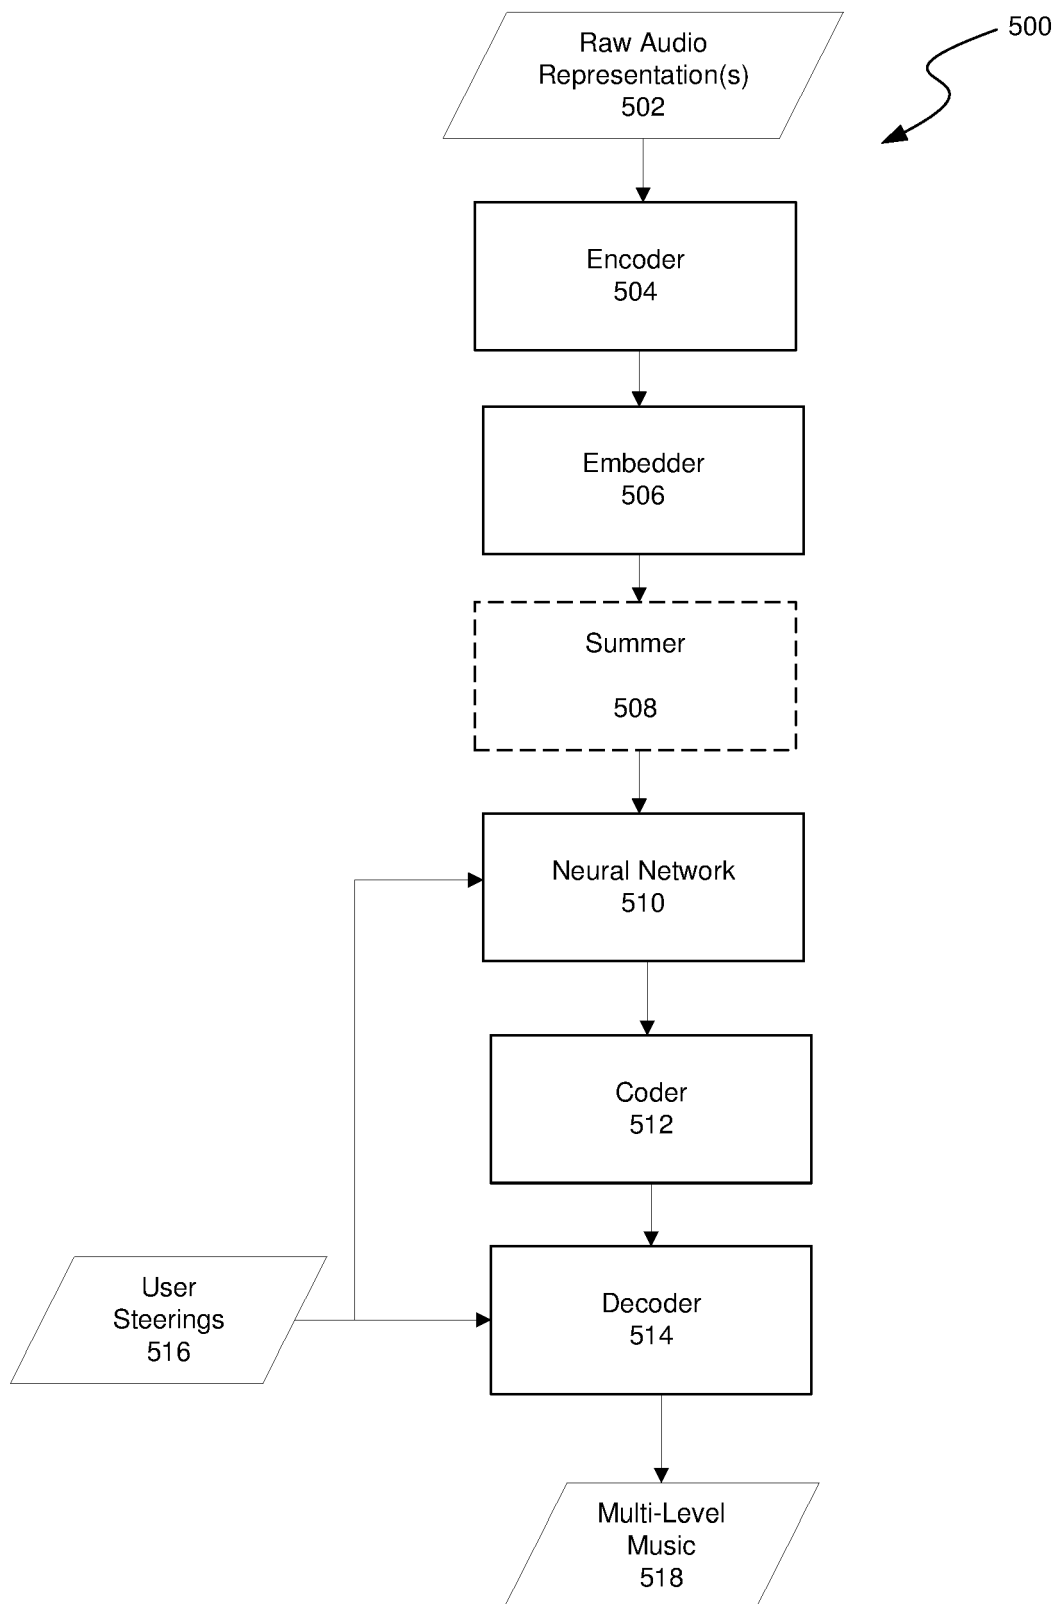 500
Raw Audio
Representation(s)
502
Encoder
504
Embedder
506
Summer
508
Neural Network
510
Coder
512
User
Steerings
516
Decoder
514
Multi-Level
Music
518